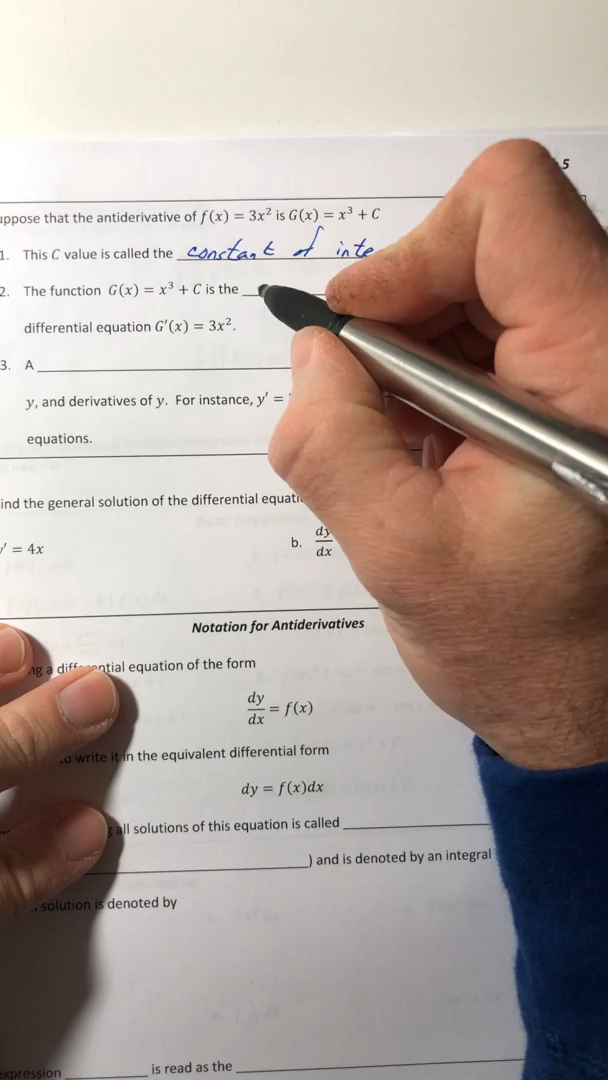 5
uppose that the antiderivative of f(x) = 3x² is G(x) = x³ + C
1. This C value is called the constant of inte
2. The function G(x) = x³ + C is the
differential equation G′(x) = 3x².
3. A
y, and derivatives of y. For instance, y′ =
equations.
ind the general solution of the differential equati
y′ = 4x b. dy/dx
Notation for Antiderivatives
ng a differential equation of the form
dy/dx = f(x)
o write it in the equivalent differential form
dy = f(x)dx
all solutions of this equation is called
) and is denoted by an integral
solution is denoted by
expression is read as the